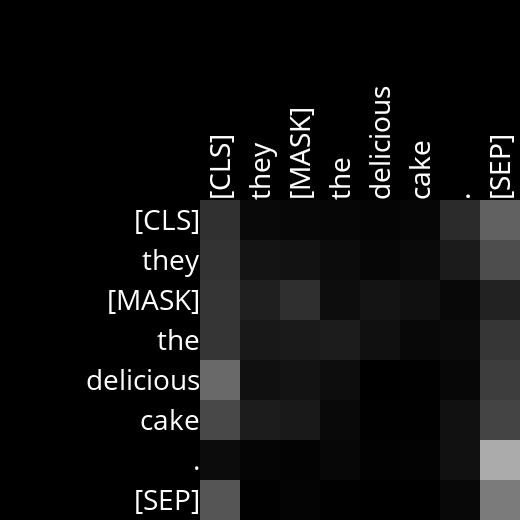 [CLS] they [MASK] the delicious cake . [SEP]
[CLS]
they
[MASK]
the
delicious
cake
.
[SEP]